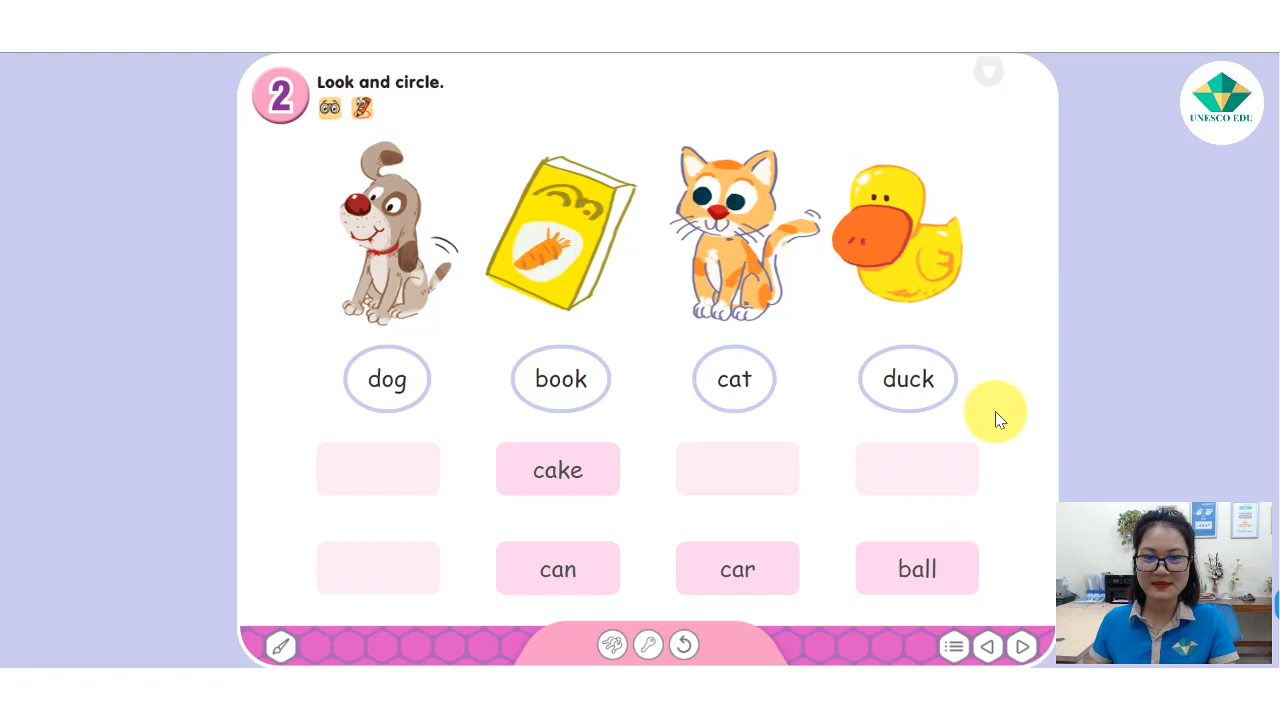 2
Look and circle.
UNESCO EDU
dog
book
cat
duck
cake
can
car
ball